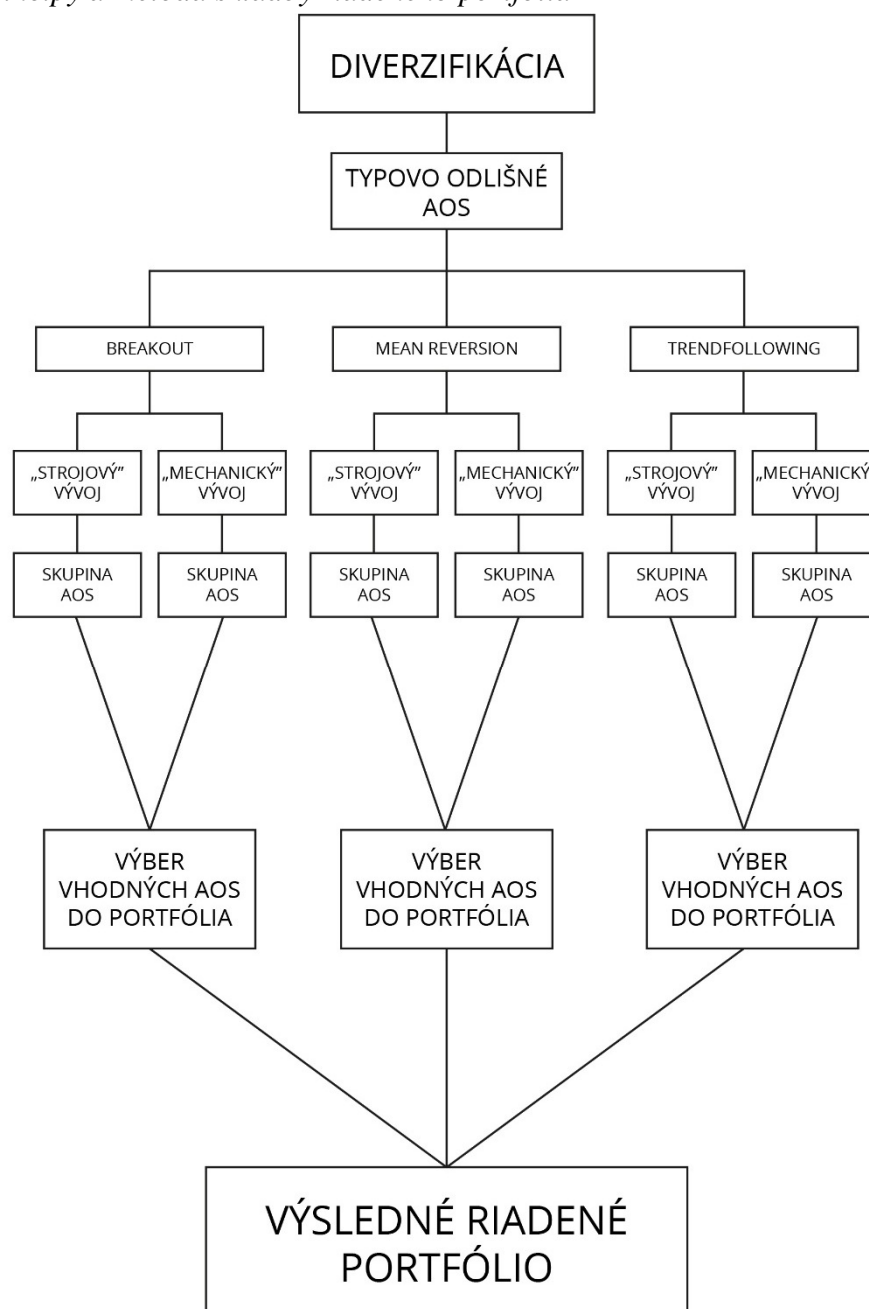 DIVERZIFIKÁCIA
TYPOVO ODLIŠNÉ
AOS
BREAKOUT
MEAN REVERSION
TRENDFOLLOWING
„STROJOVÝ”
VÝVOJ
„MECHANICKÝ”
VÝVOJ
„STROJOVÝ”
VÝVOJ
„MECHANICKÝ”
VÝVOJ
„STROJOVÝ”
VÝVOJ
„MECHANICKÝ
VÝVOJ
SKUPINA
AOS
SKUPINA
AOS
SKUPINA
AOS
SKUPINA
AOS
SKUPINA
AOS
SKUPINA
AOS
VÝBER
VHODNÝCH AOS
DO PORTFÓLIA
VÝBER
VHODNÝCH AOS
DO PORTFÓLIA
VÝBER
VHODNÝCH AOS
DO PORTFÓLIA
VÝSLEDNÉ RIADENÉ
PORTFÓLIO